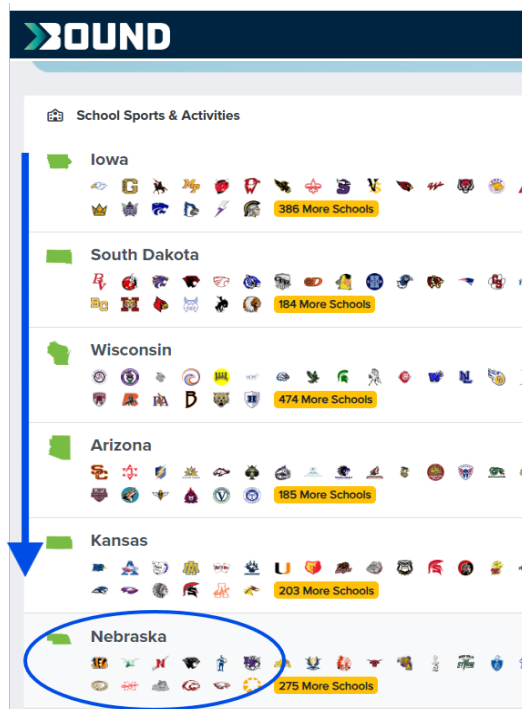 BOUND
School Sports & Activities
Iowa
386 More Schools
South Dakota
184 More Schools
Wisconsin
474 More Schools
Arizona
185 More Schools
Kansas
203 More Schools
Nebraska
275 More Schools